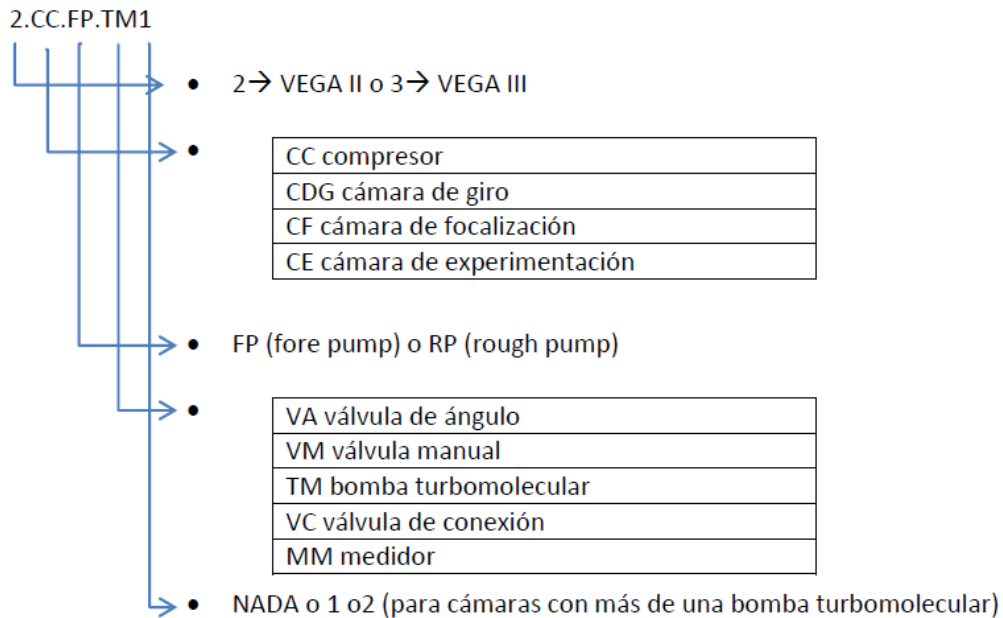 2.CC.FP.TM1
• 2→ VEGA II o 3→ VEGA III
•
CC compresor
CDG cámara de giro
CF cámara de focalización
CE cámara de experimentación
• FP (fore pump) o RP (rough pump)
•
VA válvula de ángulo
VM válvula manual
TM bomba turbomolecular
VC válvula de conexión
MM medidor
• NADA o 1 o2 (para cámaras con más de una bomba turbomolecular)